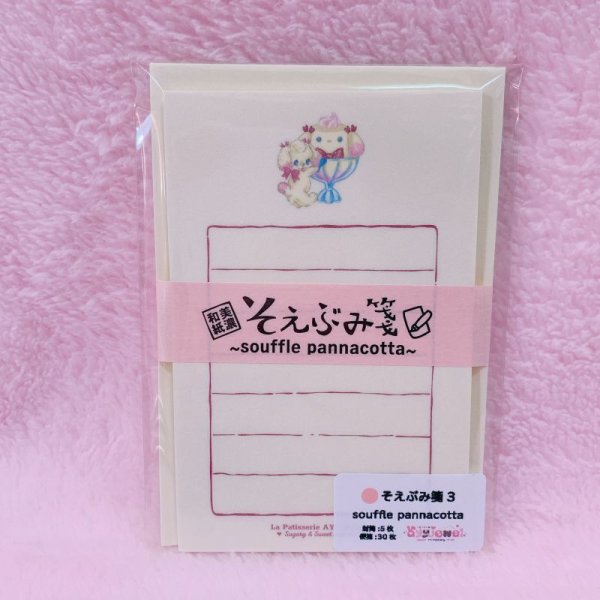 美濃和紙
そえぶみ箋
~souffle pannacotta~
そえぶみ箋 3
souffle pannacotta
封筒:5枚
便箋:30枚
La Patisserie AY
♥ Sugary & Sweet